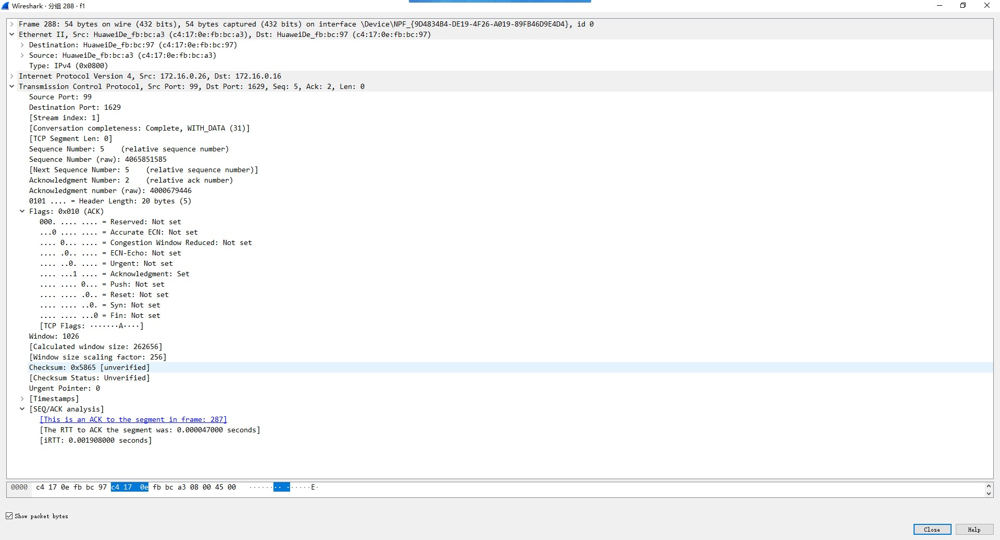 Wireshark · 分组 288 · f1
Frame 288: 54 bytes on wire (432 bits), 54 bytes captured (432 bits) on interface \Device\NPF_{9D4834B4-DE19-4F26-A019-89FB46D9E4D4}, id 0
Ethernet II, Src: HuaweiDe_fb:bc:a3 (c4:17:0e:fb:bc:a3), Dst: HuaweiDe_fb:bc:97 (c4:17:0e:fb:bc:97)
Destination: HuaweiDe_fb:bc:97 (c4:17:0e:fb:bc:97)
Source: HuaweiDe_fb:bc:a3 (c4:17:0e:fb:bc:a3)
Type: IPv4 (0x0800)
Internet Protocol Version 4, Src: 172.16.0.26, Dst: 172.16.0.16
Transmission Control Protocol, Src Port: 99, Dst Port: 1629, Seq: 5, Ack: 2, Len: 0
Source Port: 99
Destination Port: 1629
[Stream index: 1]
[Conversation completeness: Complete, WITH_DATA (31)]
[TCP Segment Len: 0]
Sequence Number: 5    (relative sequence number)
Sequence Number (raw): 4065851585
[Next Sequence Number: 5    (relative sequence number)]
Acknowledgment Number: 2    (relative ack number)
Acknowledgment number (raw): 4000679446
0101 .... = Header Length: 20 bytes (5)
Flags: 0x010 (ACK)
000. .... .... = Reserved: Not set
...0 .... .... = Accurate ECN: Not set
.... 0... .... = Congestion Window Reduced: Not set
.... .0.. .... = ECN-Echo: Not set
.... ..0. .... = Urgent: Not set
.... ...1 .... = Acknowledgment: Set
.... .... 0... = Push: Not set
.... .... .0.. = Reset: Not set
.... .... ..0. = Syn: Not set
.... .... ...0 = Fin: Not set
[TCP Flags: ·······A····]
Window: 1026
[Calculated window size: 262656]
[Window size scaling factor: 256]
Checksum: 0x5865 [unverified]
[Checksum Status: Unverified]
Urgent Pointer: 0
[Timestamps]
[SEQ/ACK analysis]
[This is an ACK to the segment in frame: 287]
[The RTT to ACK the segment was: 0.000047000 seconds]
[iRTT: 0.001908000 seconds]
0000 c4 17 0e fb bc 97 c4 17 0e fb bc a3 08 00 45 00 ········ ······E·
Show packet bytes
Close Help